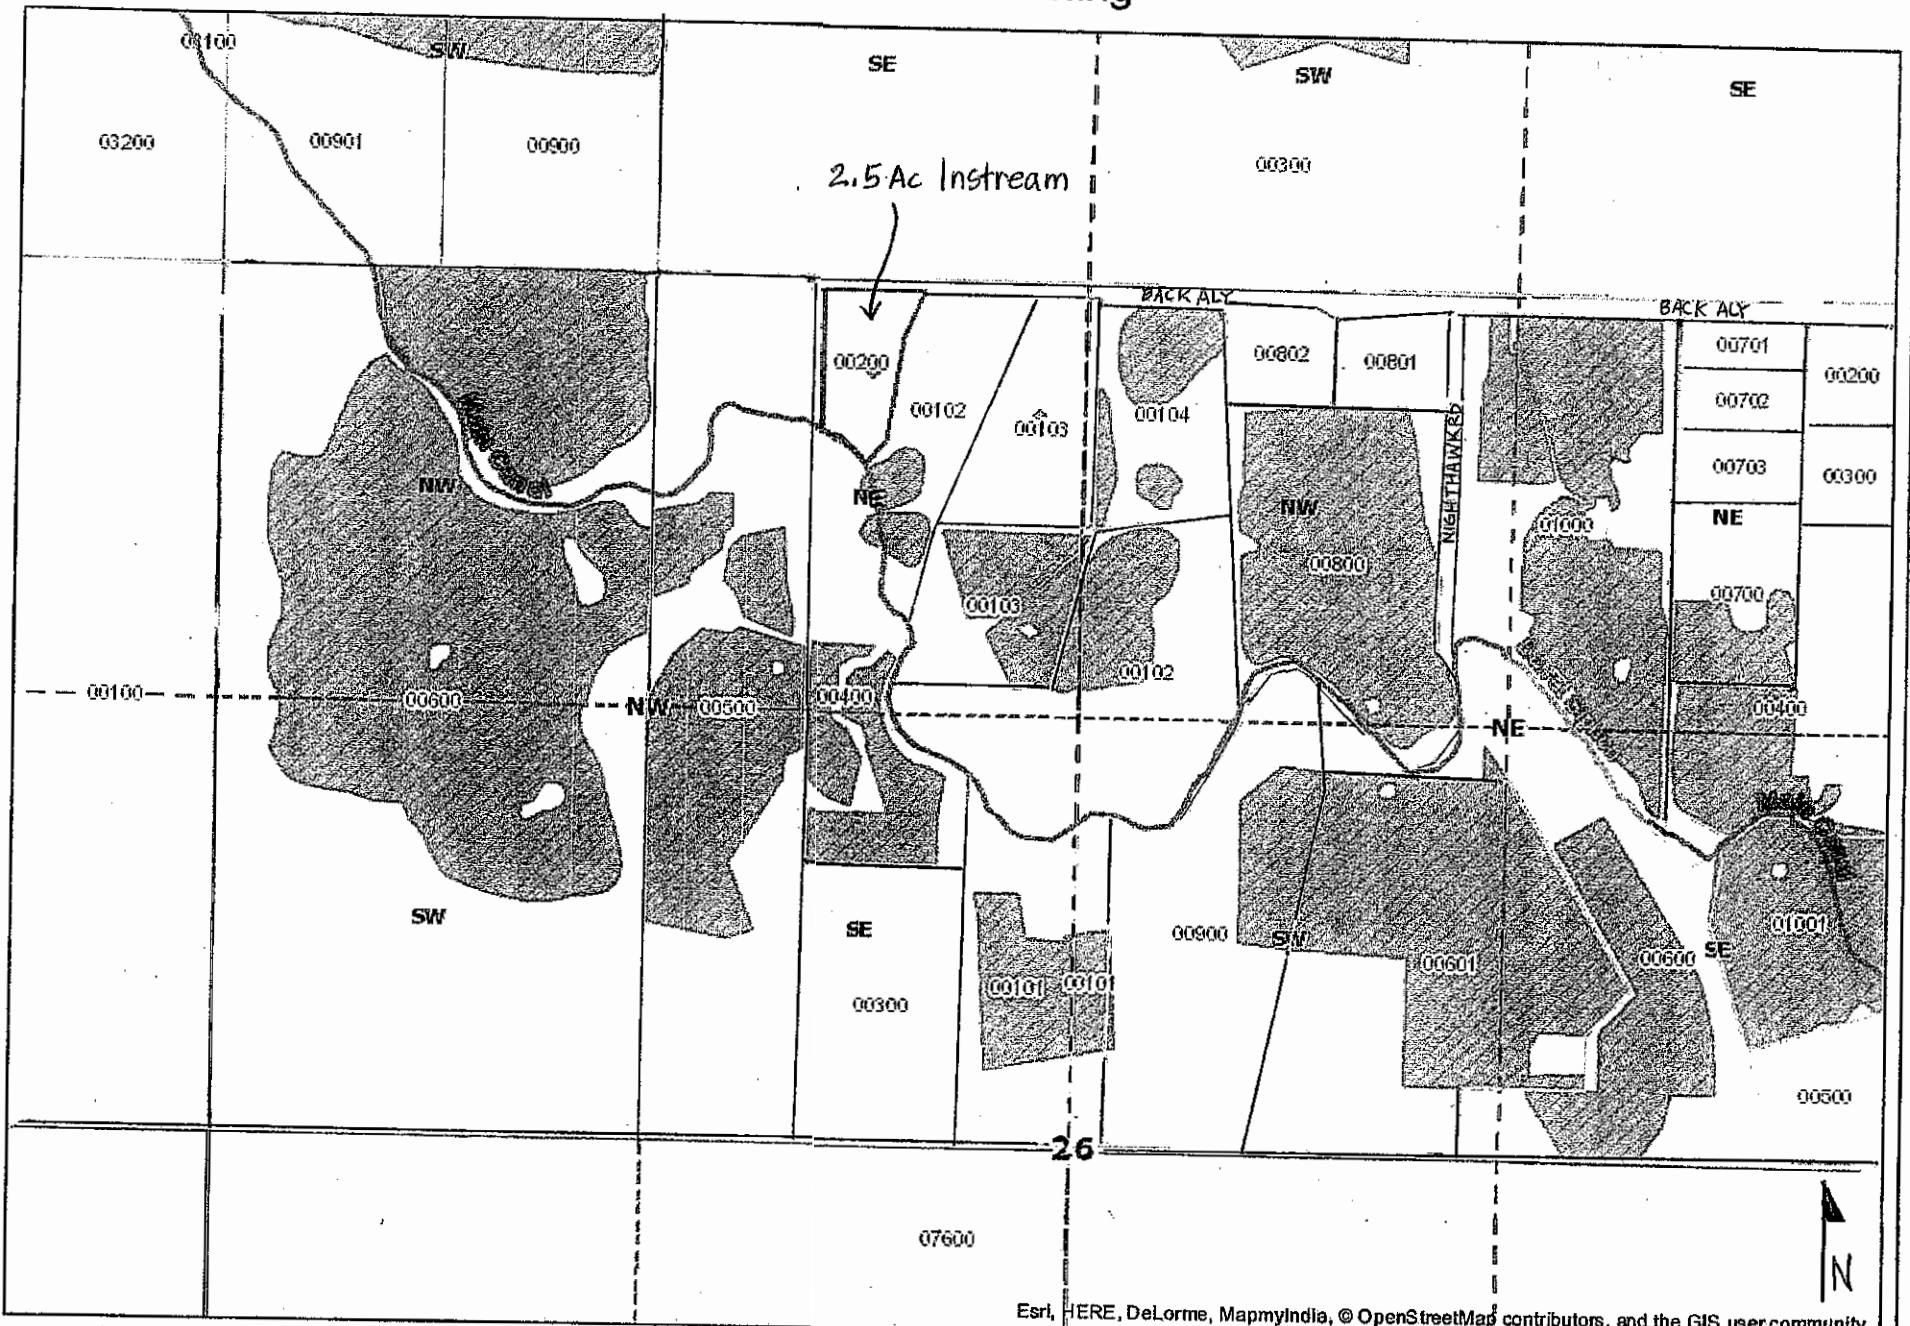 03100
SW
SE
SW
SE
03200
00901
00900
00300
2.5 Ac Instream
BACK ALY
BACK ALY
00200
00102
00103
00104
00802
00801
00701
00200
00702
00703
00300
NIGHTHAWK RD
NW
NE
NW
00800
01000
NE
00700
00103
00102
00100
00600
NW
00500
00400
NE
00400
SW
SE
00900
SW
00601
00600
SE
01001
00300
00101
00101
00500
26
07600
N
Esri, HERE, DeLorme, MapmyIndia, © OpenStreetMap contributors, and the GIS user community